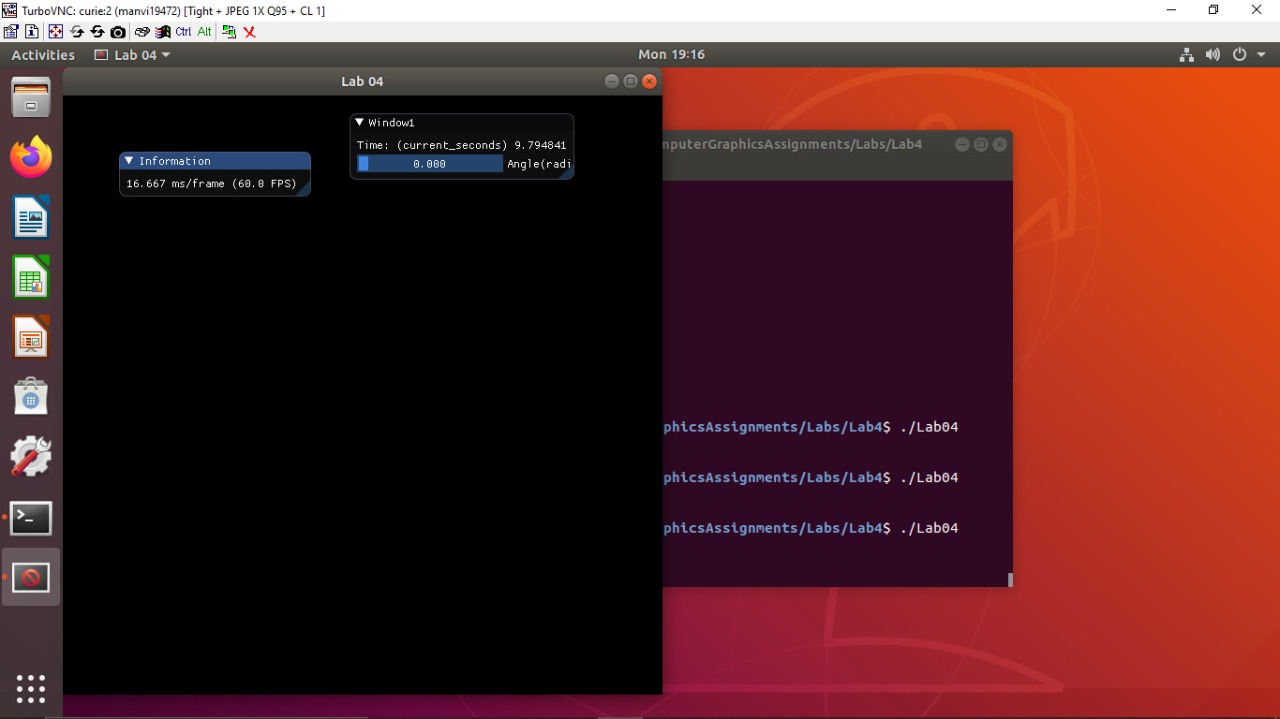 TurboVNC: curie:2 (manvi19472) [Tight + JPEG 1X Q95 + CL 1]
Ctrl Alt
Activities Lab 04 Mon 19:16
Lab 04
Window1
Time: (current_seconds) 9.794841
0.000 Angle(radi
Information
16.667 ms/frame (60.0 FPS)
mputerGraphicsAssignments/Labs/Lab4
phicsAssignments/Labs/Lab4$ ./Lab04
phicsAssignments/Labs/Lab4$ ./Lab04
phicsAssignments/Labs/Lab4$ ./Lab04